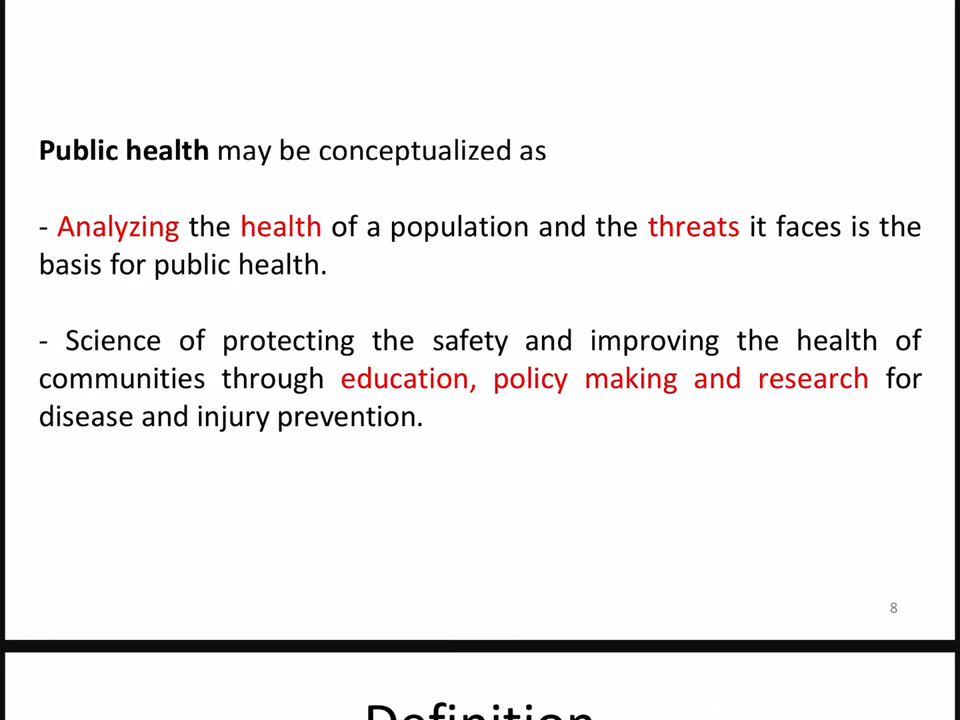 Public health may be conceptualized as
- Analyzing the health of a population and the threats it faces is the
basis for public health.
- Science of protecting the safety and improving the health of
communities through education, policy making and research for
disease and injury prevention.
8
Definition